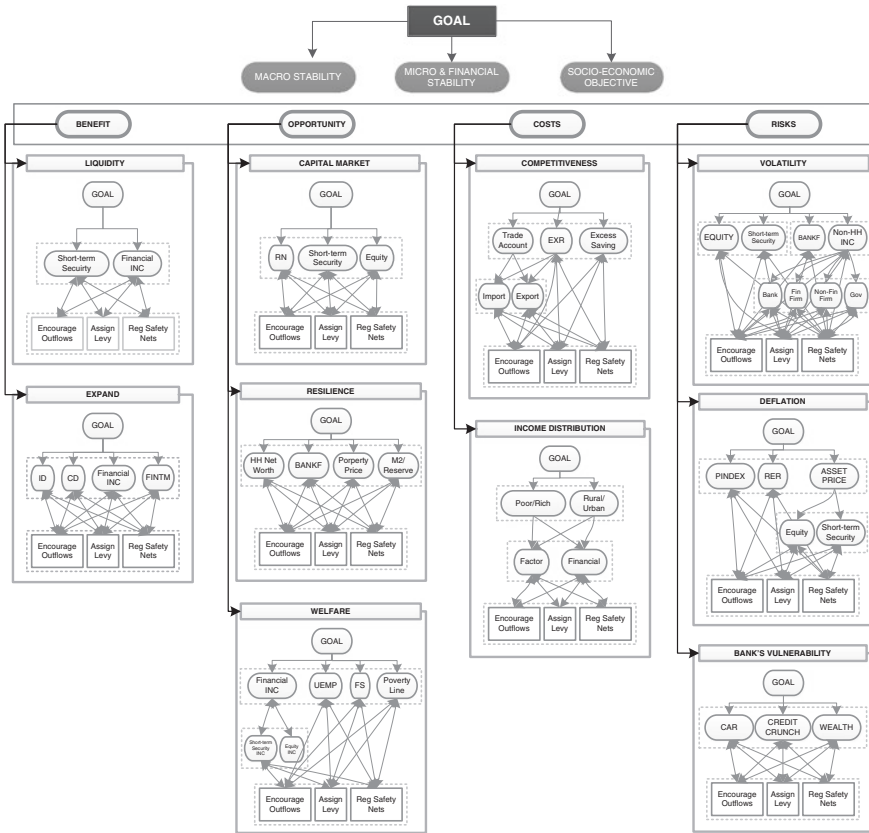 GOAL
MACRO STABILITY
MICRO & FINANCIAL
STABILITY
SOCIO-ECONOMIC
OBJECTIVE
BENEFIT
OPPORTUNITY
COSTS
RISKS
LIQUIDITY
GOAL
Short-term
Security
Financial
INC
Encourage
Outflows
Assign
Levy
Reg Safety
Nets
EXPAND
GOAL
ID
CD
Financial
INC
FINTM
Encourage
Outflows
Assign
Levy
Reg Safety
Nets
CAPITAL MARKET
GOAL
RN
Short-term
Security
Equity
Encourage
Outflows
Assign
Levy
Reg Safety
Nets
RESILIENCE
GOAL
HH Net
Worth
BANKF
Porperty
Price
M2/
Reserve
Encourage
Outflows
Assign
Levy
Reg Safety
Nets
WELFARE
GOAL
Financial
INC
UEMP
FS
Poverty
Line
Short-term
Security
INC
Equity
INC
Encourage
Outflows
Assign
Levy
Reg Safety
Nets
COMPETITIVENESS
GOAL
Trade
Account
EXR
Excess
Saving
Import
Export
Encourage
Outflows
Assign
Levy
Reg Safety
Nets
INCOME DISTRIBUTION
GOAL
Poor/Rich
Rural/
Urban
Factor
Financial
Encourage
Outflows
Assign
Levy
Reg Safety
Nets
VOLATILITY
GOAL
EQUITY
Short-term
Security
BANKF
Non-HH
INC
Bank
Fin
Firm
Non-Fin
Firm
Gov
Encourage
Outflows
Assign
Levy
Reg Safety
Nets
DEFLATION
GOAL
PINDEX
RER
ASSET
PRICE
Equity
Short-term
Security
Encourage
Outflows
Assign
Levy
Reg Safety
Nets
BANK'S VULNERABILITY
GOAL
CAR
CREDIT
CRUNCH
WEALTH
Encourage
Outflows
Assign
Levy
Reg Safety
Nets